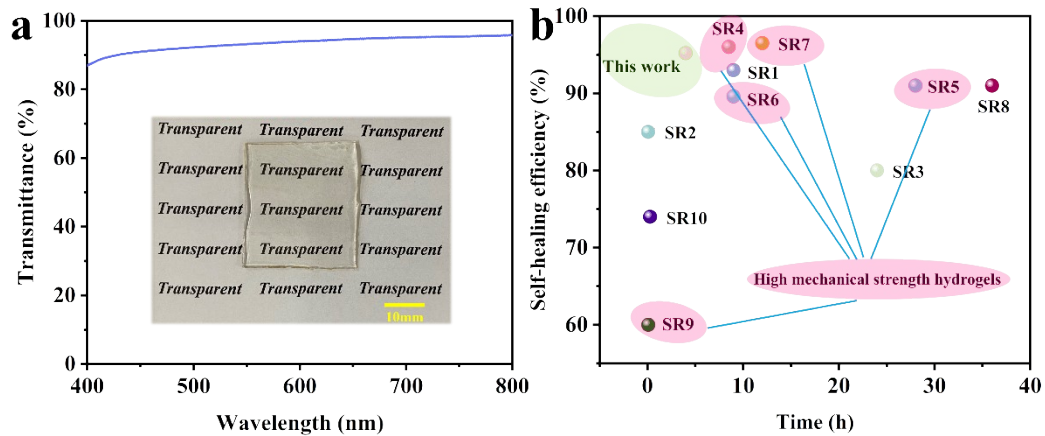 a
Transmittance (%)
100
80
60
40
20
0
400
500
600
700
800
Wavelength (nm)
Transparent Transparent Transparent
Transparent Transparent Transparent
Transparent Transparent Transparent
Transparent Transparent Transparent
Transparent Transparent Transparent
10mm
b
Self-healing efficiency (%)
100
90
80
70
60
0
10
20
30
40
Time (h)
SR4
SR7
This work
SR1
SR6
SR5
SR8
SR2
SR3
SR10
High mechanical strength hydrogels
SR9